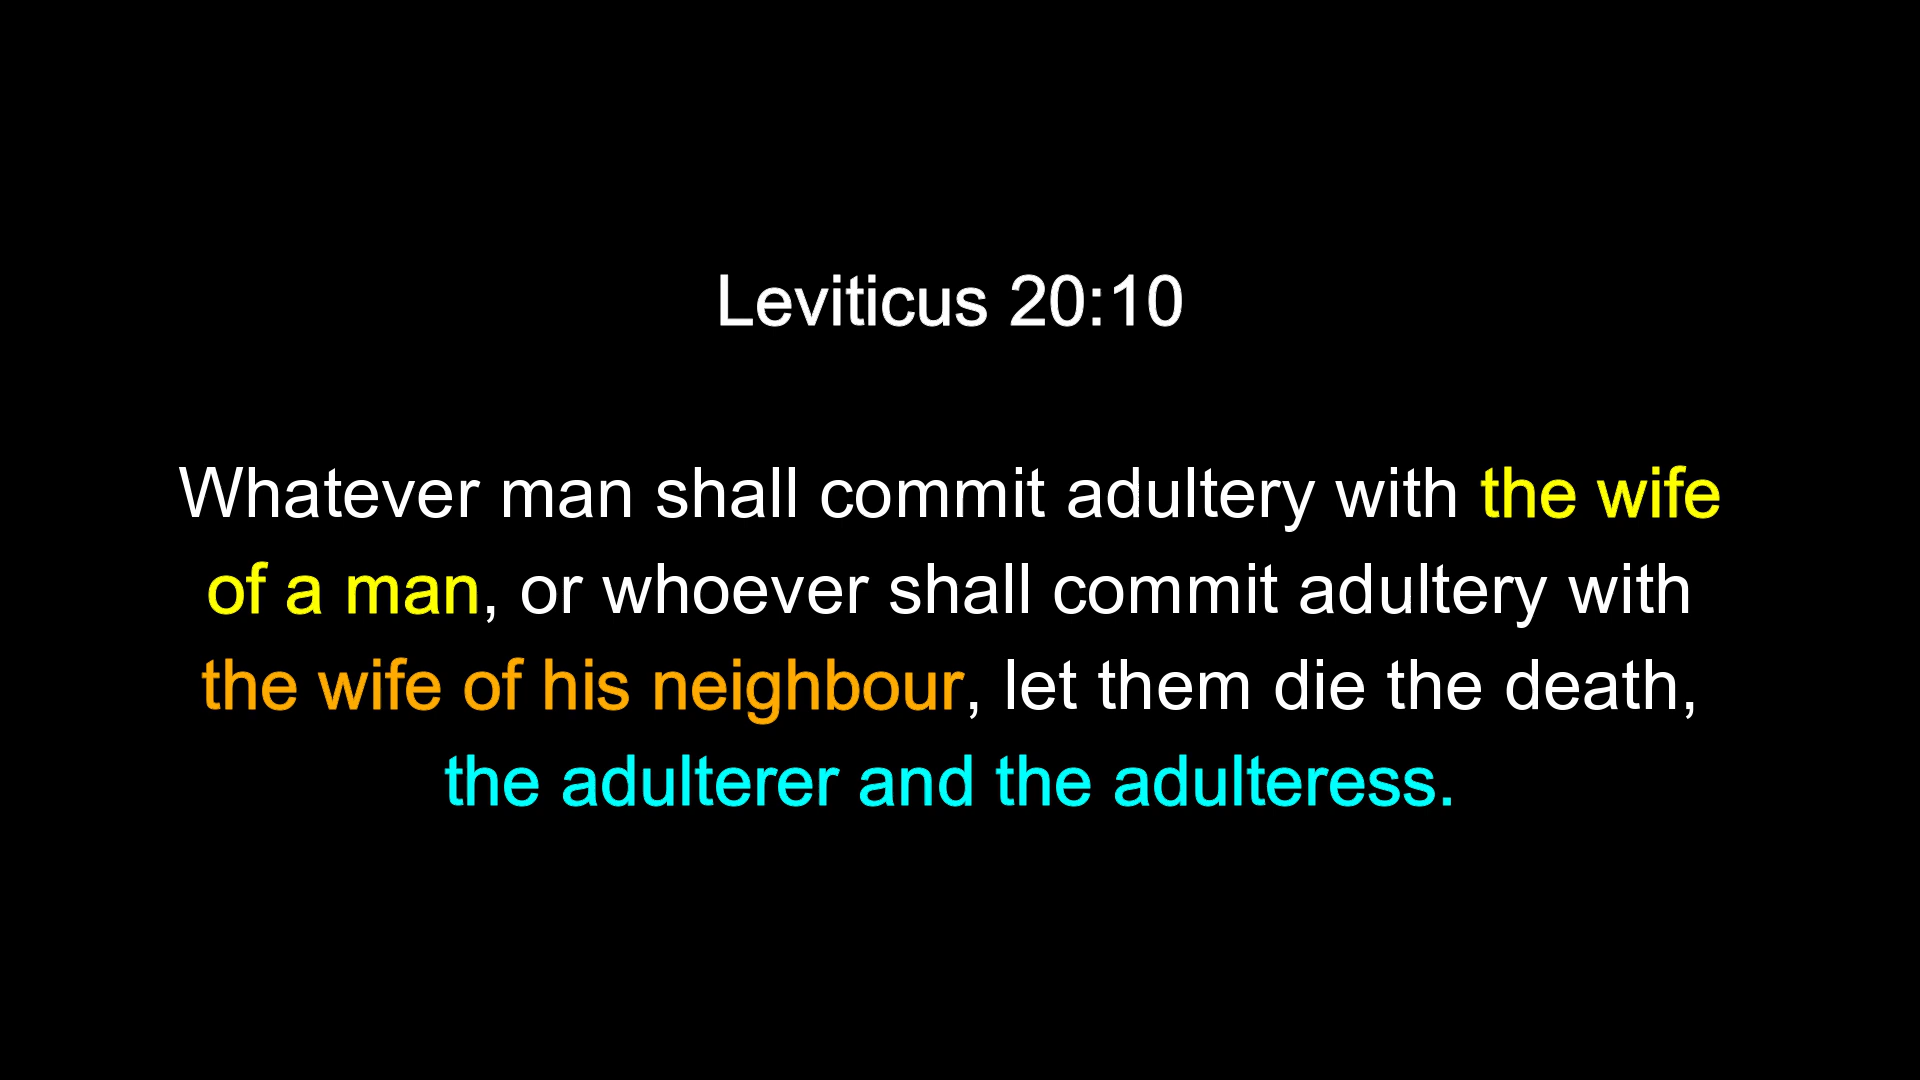 Leviticus 20:10
Whatever man shall commit adultery with the wife
of a man, or whoever shall commit adultery with
the wife of his neighbour, let them die the death,
the adulterer and the adulteress.